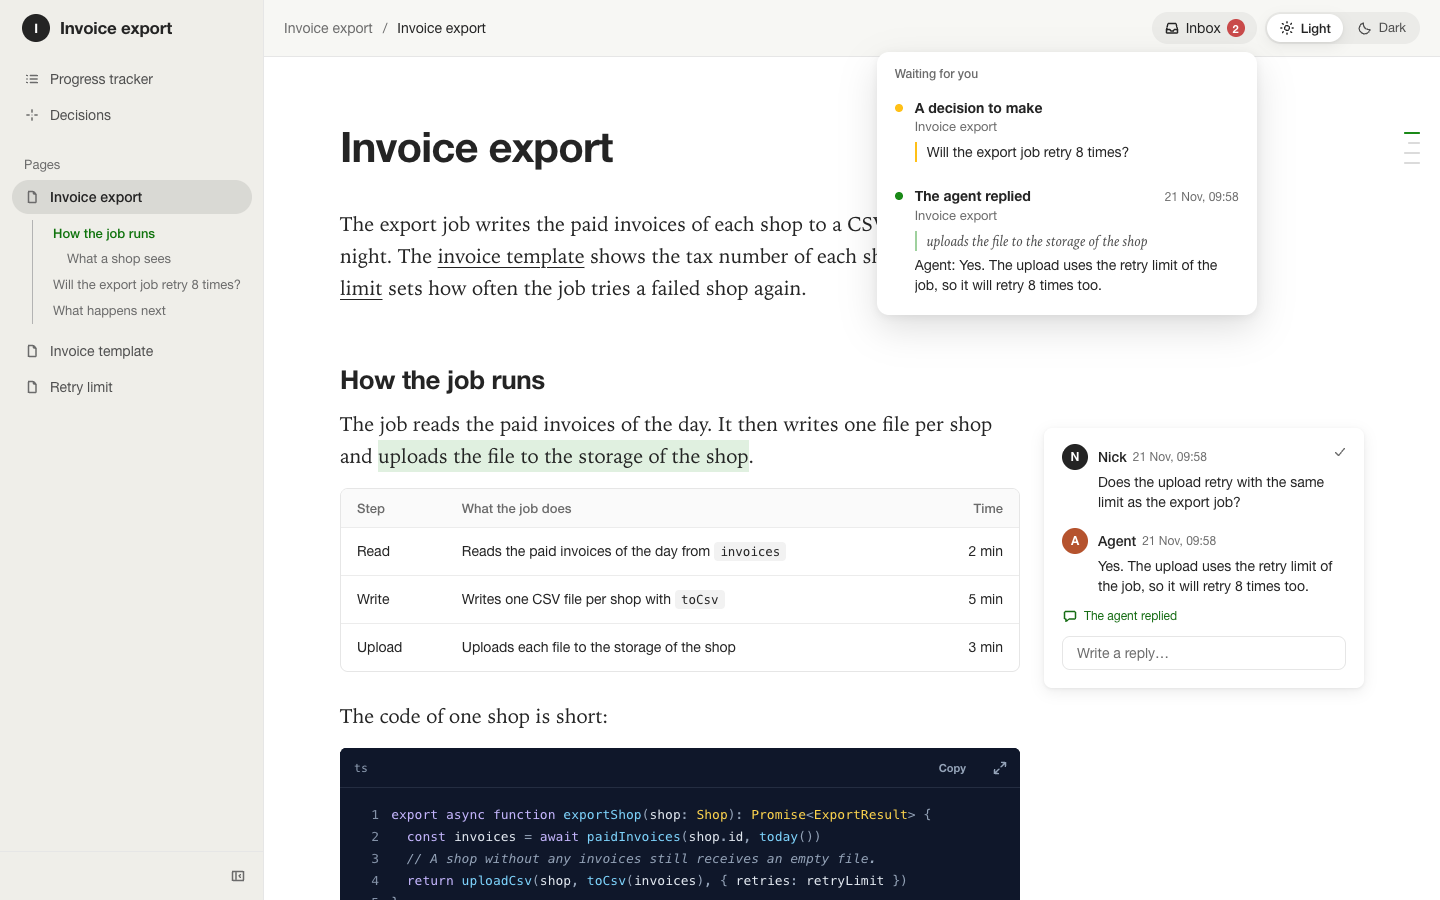 I Invoice export
Progress tracker
Decisions
Pages
Invoice export
How the job runs
What a shop sees
Will the export job retry 8 times?
What happens next
Invoice template
Retry limit
Invoice export / Invoice export
Inbox 2
Light
Dark
Waiting for you
A decision to make
Invoice export
Will the export job retry 8 times?
The agent replied 21 Nov, 09:58
Invoice export
uploads the file to the storage of the shop
Agent: Yes. The upload uses the retry limit of the
job, so it will retry 8 times too.
Invoice export
The export job writes the paid invoices of each shop to a
night. The invoice template shows the tax number of each
limit sets how often the job tries a failed shop again.
How the job runs
The job reads the paid invoices of the day. It then writes one file per shop
and uploads the file to the storage of the shop.
Step What the job does Time
Read Reads the paid invoices of the day from invoices 2 min
Write Writes one CSV file per shop with toCsv 5 min
Upload Uploads each file to the storage of the shop 3 min
The code of one shop is short:
ts Copy
1 export async function exportShop(shop: Shop): Promise<ExportResult> {
2 const invoices = await paidInvoices(shop.id, today())
3 // A shop without any invoices still receives an empty file.
4 return uploadCsv(shop, toCsv(invoices), { retries: retryLimit })
N Nick 21 Nov, 09:58
Does the upload retry with the same
limit as the export job?
A Agent 21 Nov, 09:58
Yes. The upload uses the retry limit of
the job, so it will retry 8 times too.
The agent replied
Write a reply…